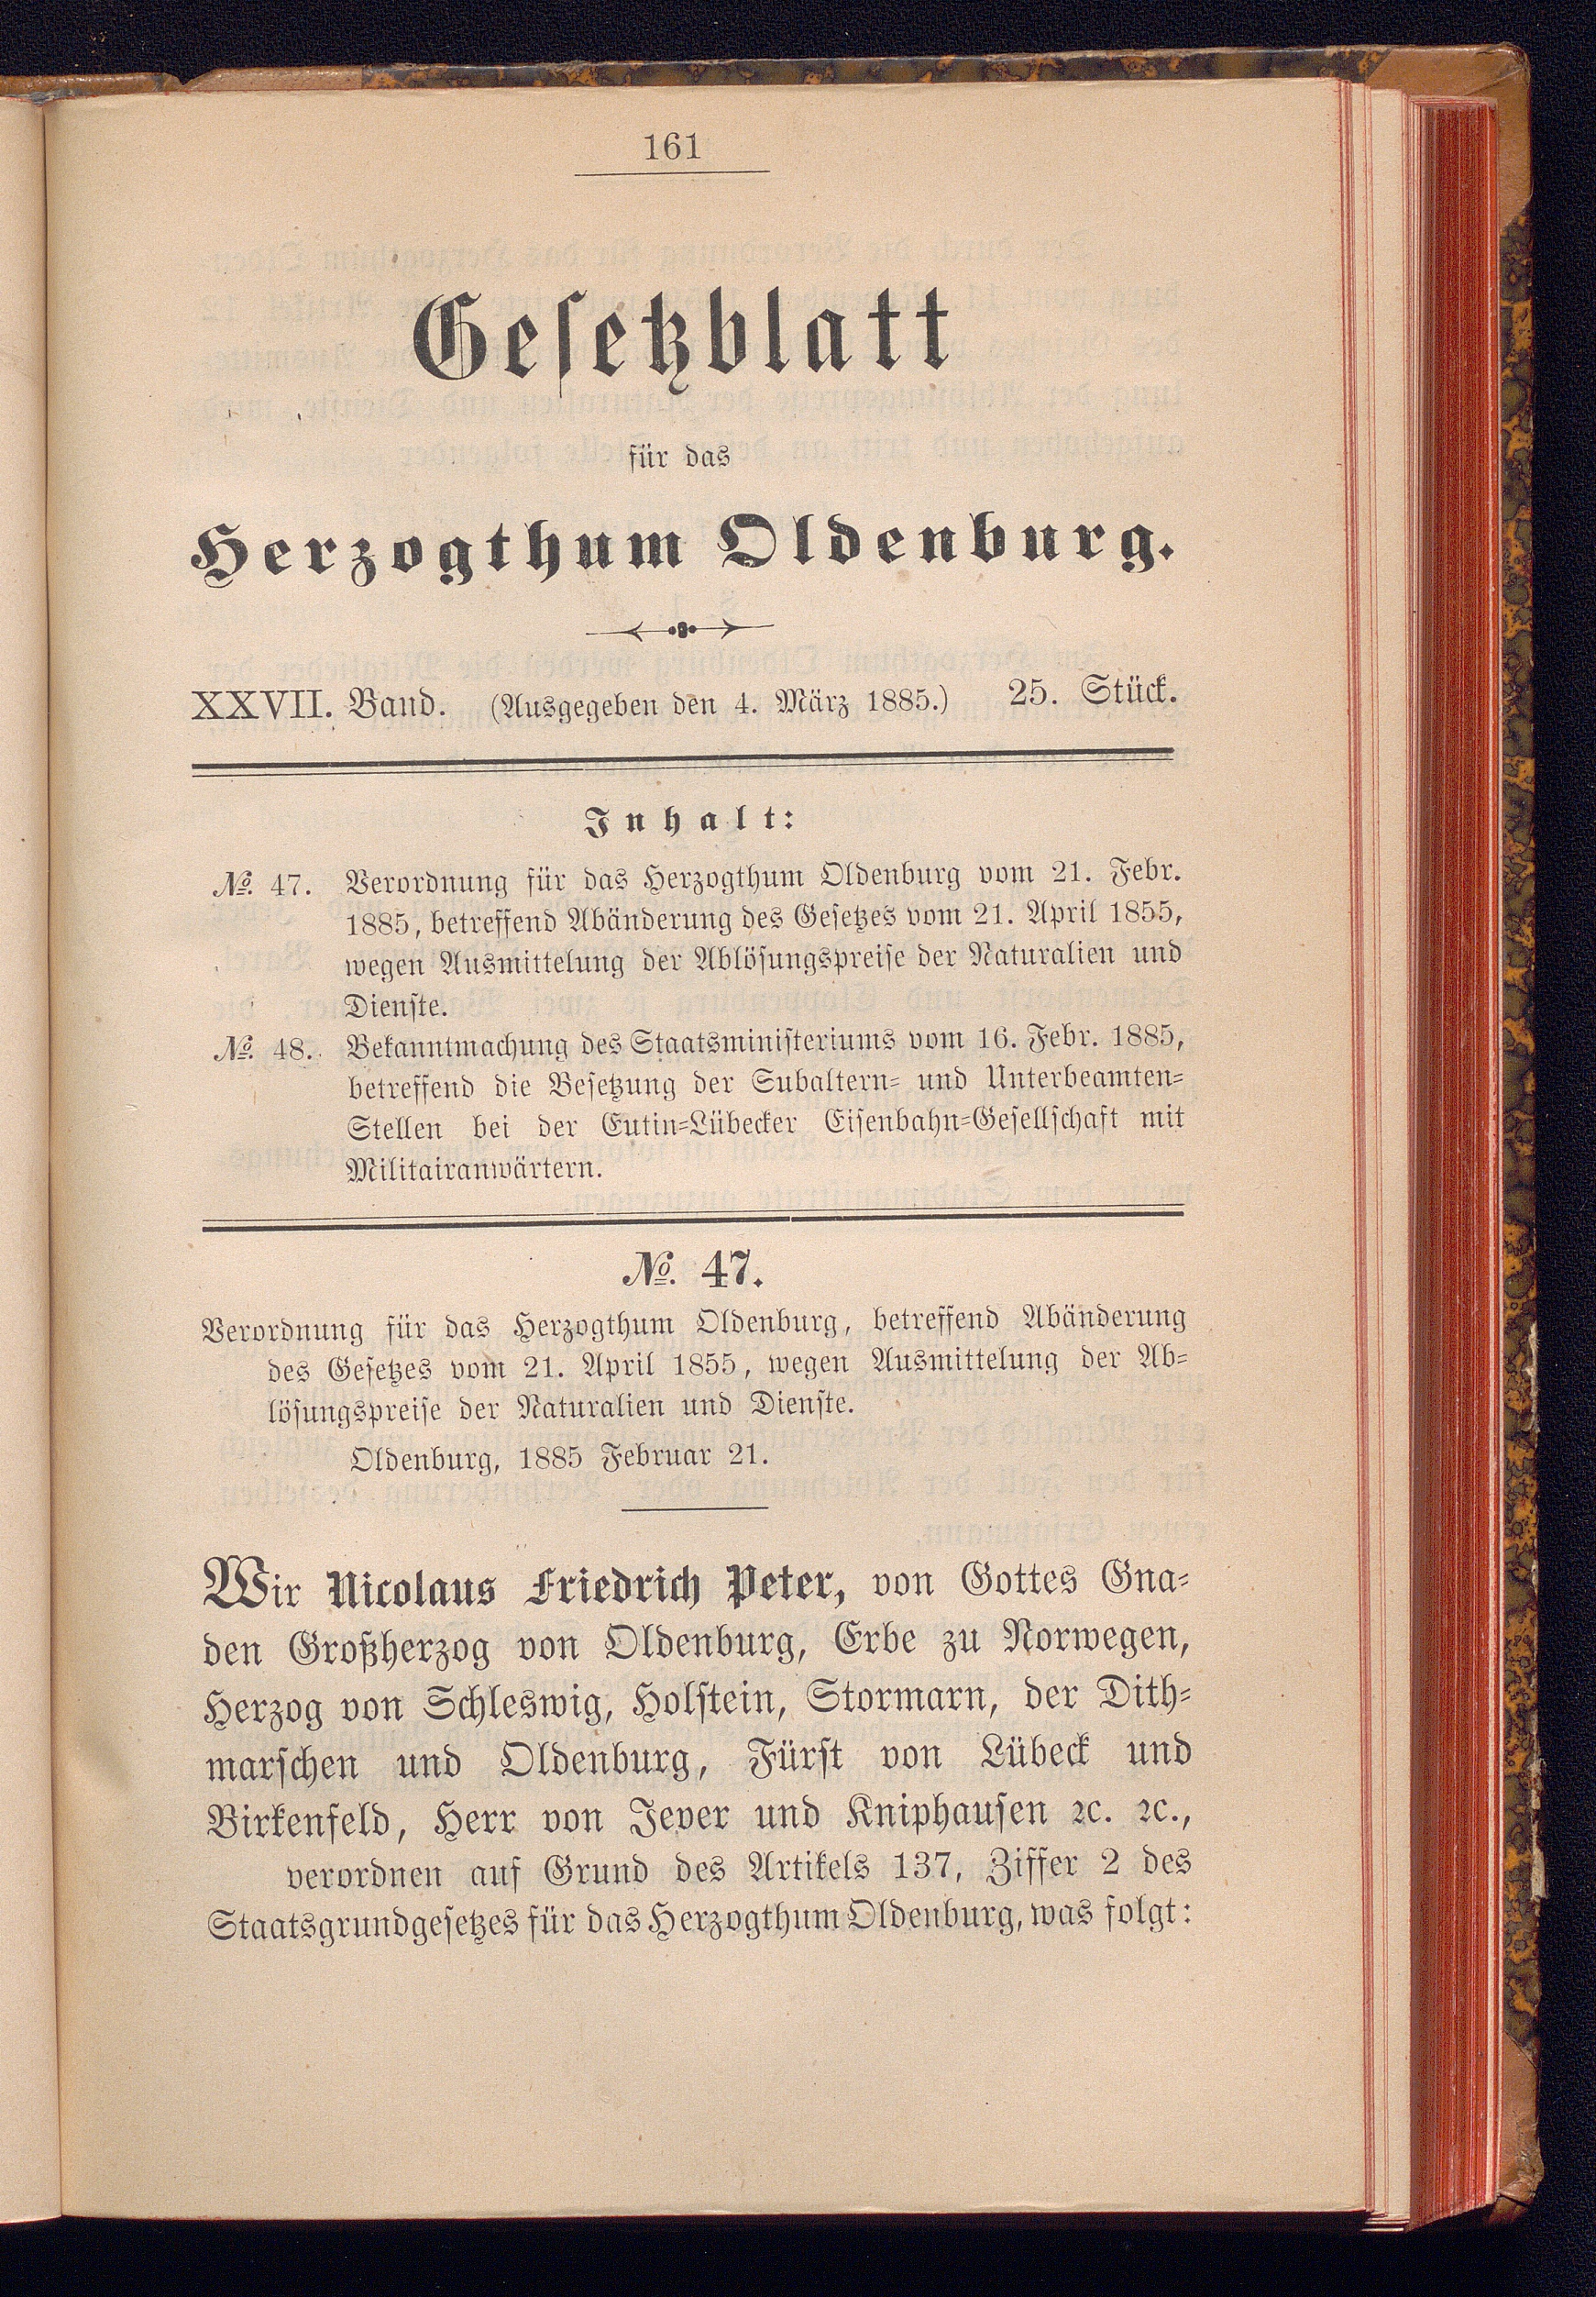 161
Gesetzblatt
für das
Herzogthum Oldenburg.
XXVII. Band. (Ausgegeben den 4. März 1885.) 25. Stück.
Inhalt:
№. 47. Verordnung für das Herzogthum Oldenburg vom 21. Febr.
1885, betreffend Abänderung des Gesetzes vom 21. April 1855,
wegen Ausmittelung der Ablösungspreise der Naturalien und
Dienste.
№. 48. Bekanntmachung des Staatsministeriums vom 16. Febr. 1885,
betreffend die Besetzung der Subaltern- und Unterbeamten-
Stellen bei der Eutin-Lübecker Eisenbahn-Gesellschaft mit
Militairanwärtern.
№. 47.
Verordnung für das Herzogthum Oldenburg, betreffend Abänderung
des Gesetzes vom 21. April 1855, wegen Ausmittelung der Ab-
lösungspreise der Naturalien und Dienste.
Oldenburg, 1885 Februar 21.
Wir Nicolaus Friedrich Peter, von Gottes Gna-
den Großherzog von Oldenburg, Erbe zu Norwegen,
Herzog von Schleswig, Holstein, Stormarn, der Dith-
marschen und Oldenburg, Fürst von Lübeck und
Birkenfeld, Herr von Jever und Kniphausen ꝛc. ꝛc.,
verordnen auf Grund des Artikels 137, Ziffer 2 des
Staatsgrundgesetzes für das Herzogthum Oldenburg, was folgt: